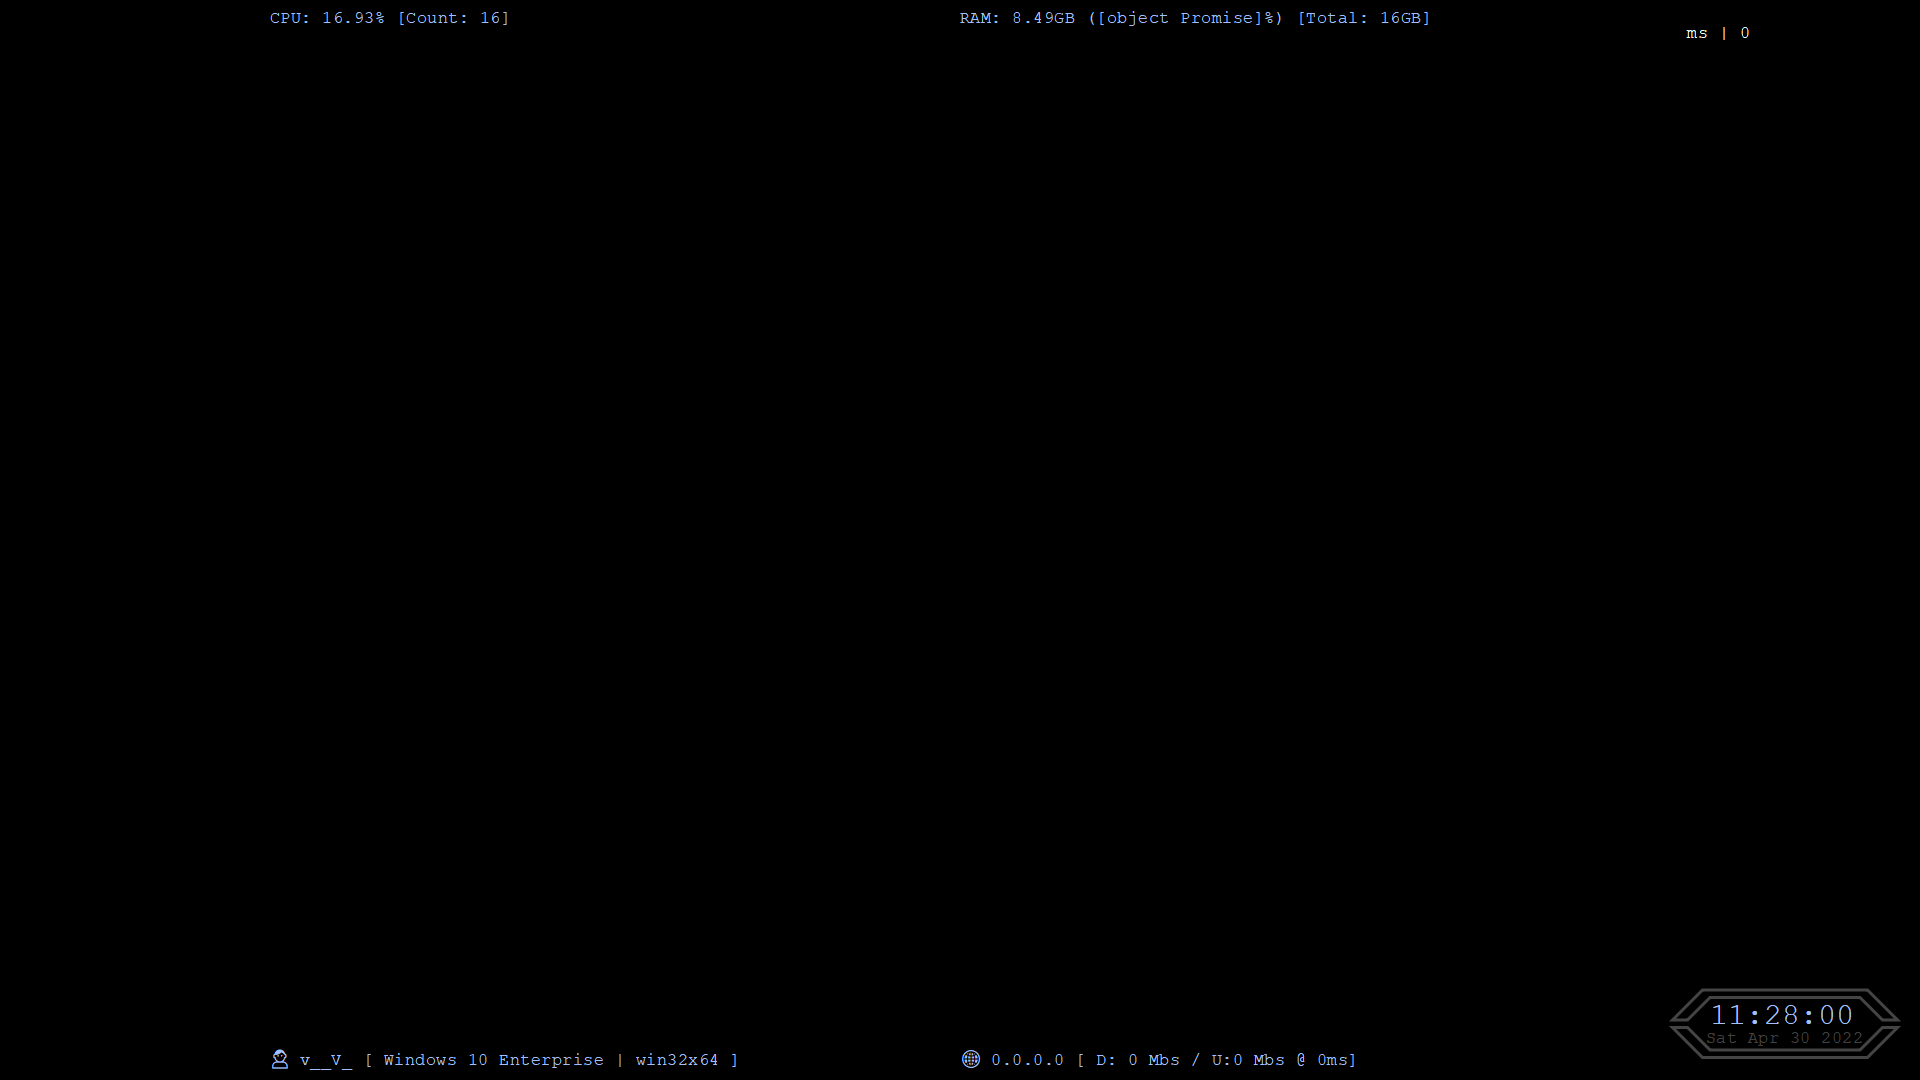 CPU: 16.93% [Count: 16]
RAM: 8.49GB ([object Promise]%) [Total: 16GB]
ms | 0
11:28:00
Sat Apr 30 2022
v__V_ [ Windows 10 Enterprise | win32x64 ]
0.0.0.0 [ D: 0 Mbs / U:0 Mbs @ 0ms]